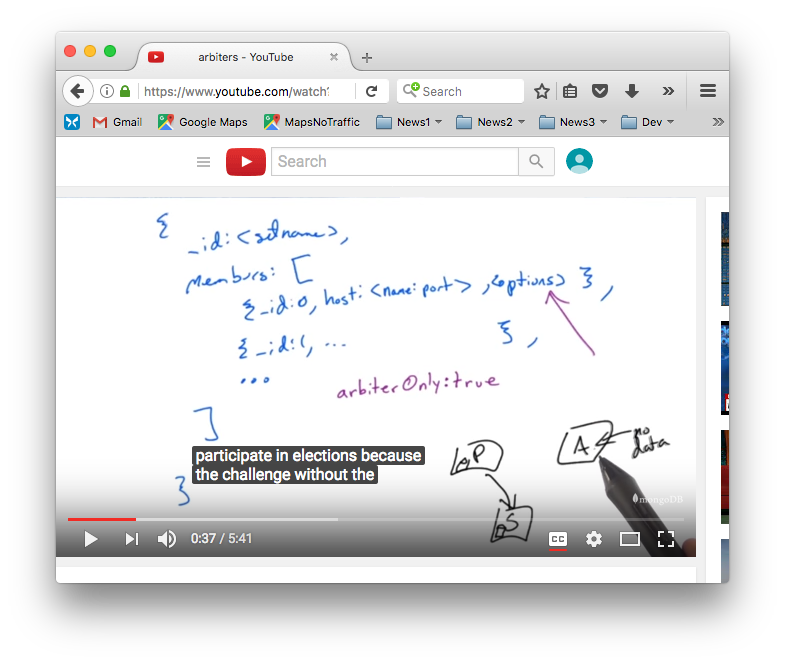 arbiters - YouTube
https://www.youtube.com/watch?
Search
Gmail
Google Maps
MapsNoTraffic
News1
News2
News3
Dev
Search
{
_id: <setname>,
members: [
{_id:0, host: <name:port> ,<options> },
{_id:1, ... },
...
arbiterOnly:true
]
A
no
data
P
participate in elections because
the challenge without the
}
mongoDB
S
0:37 / 5:41
CC